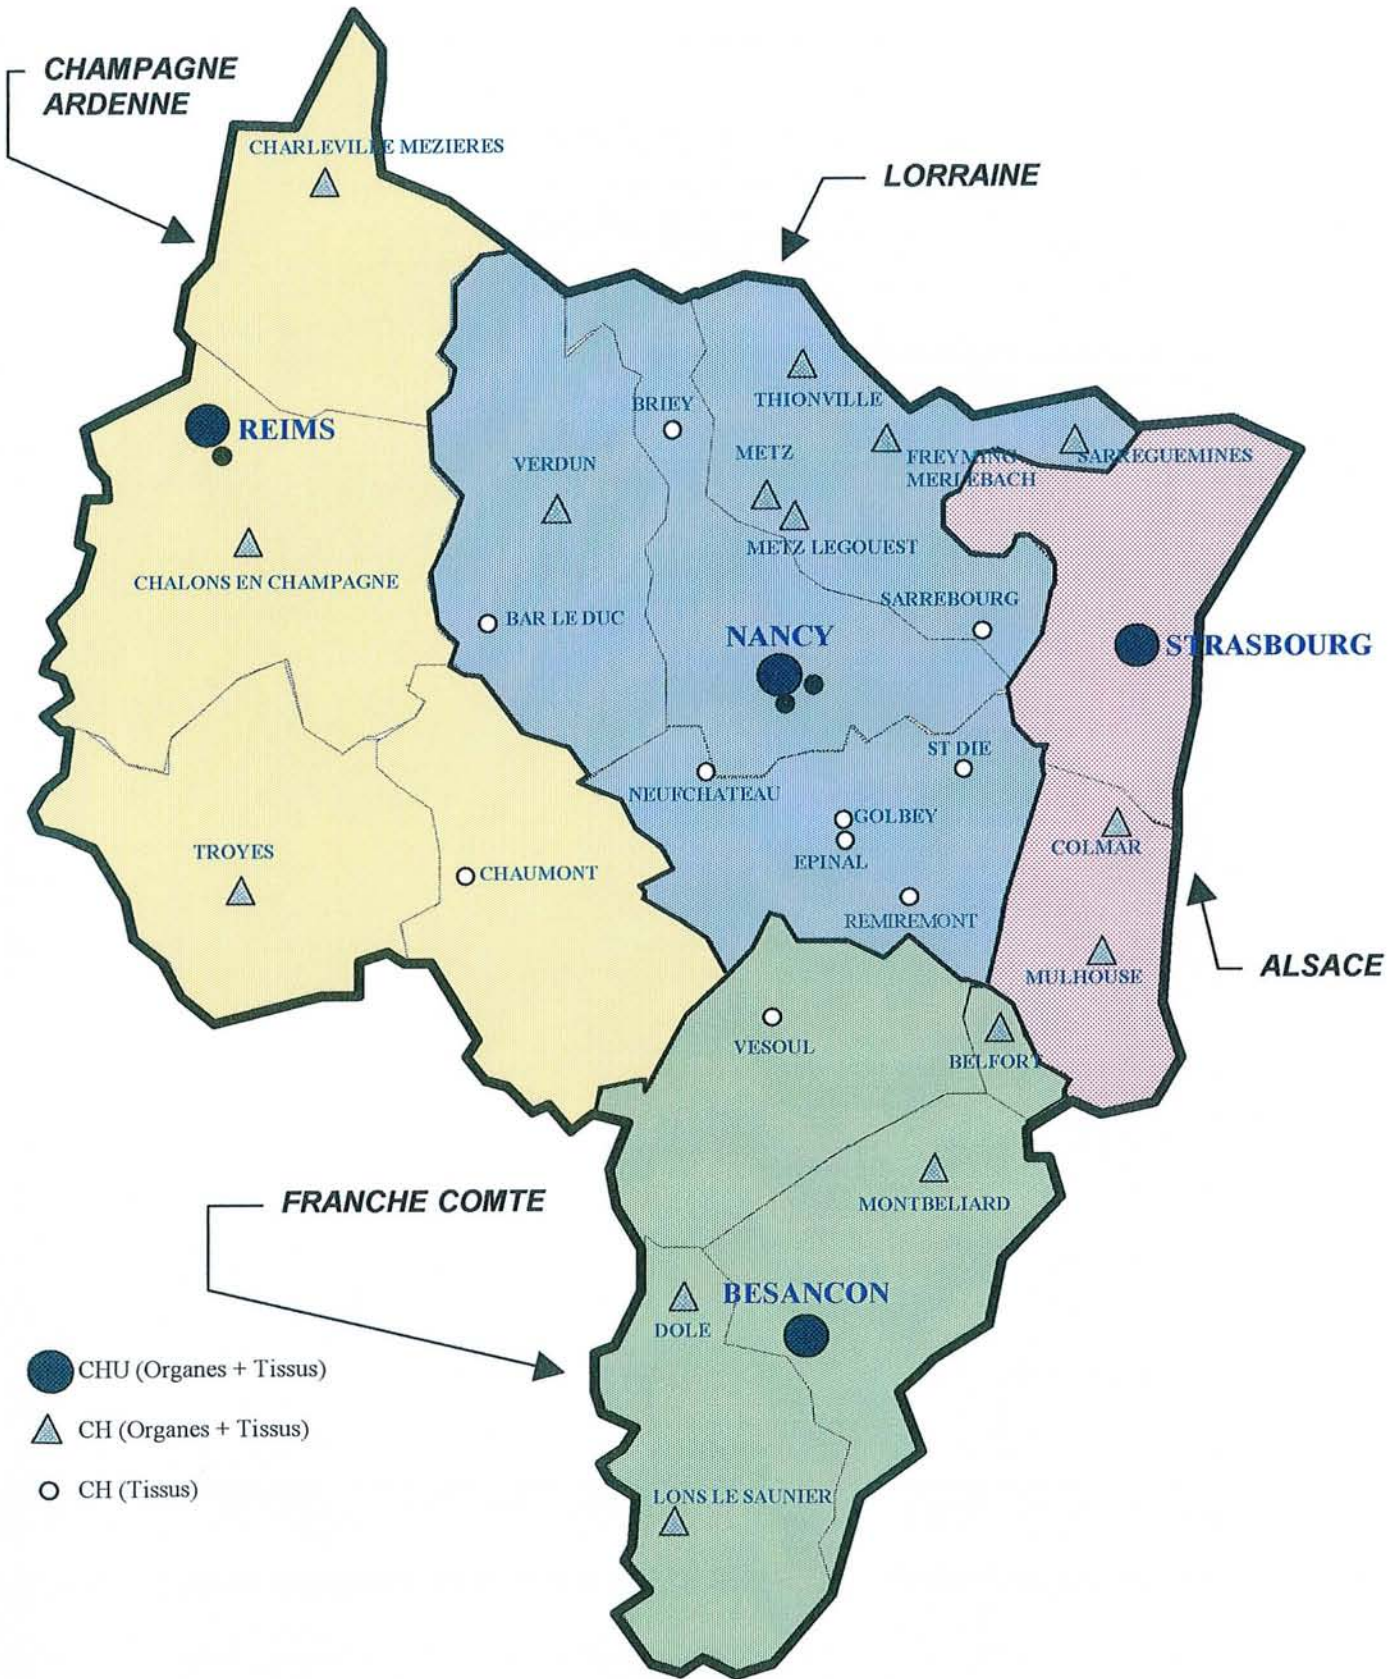 CHAMPAGNE
ARDENNE
CHARLEVILLE MEZIERES
LORRAINE
THIONVILLE
BRIEY
REIMS
METZ
VERDUN
FREYMING
MERLEBACH
SARREGUEMINES
METZ LEGOUEST
CHALONS EN CHAMPAGNE
SARREBOURG
BAR LE DUC
NANCY
STRASBOURG
ST DIE
NEUFCHATEAU
GOLBEY
COLMAR
TROYES
EPINAL
CHAUMONT
REMIREMONT
ALSACE
MULHOUSE
VESOUL
BELFORT
FRANCHE COMTE
MONTBELIARD
BESANCON
DOLE
CHU (Organes + Tissus)
CH (Organes + Tissus)
CH (Tissus)
LONS LE SAUNIER